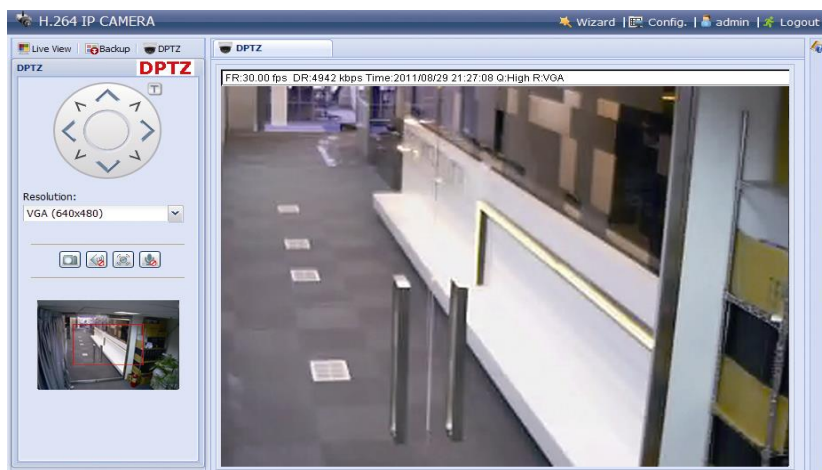 H.264 IP CAMERA
Wizard | Config. | admin | Logout
Live View Backup DPTZ
DPTZ
DPTZ DPTZ
T
FR:30.00 fps DR:4942 kbps Time:2011/08/29 21:27:08 Q:High R:VGA
Resolution:
VGA (640x480)